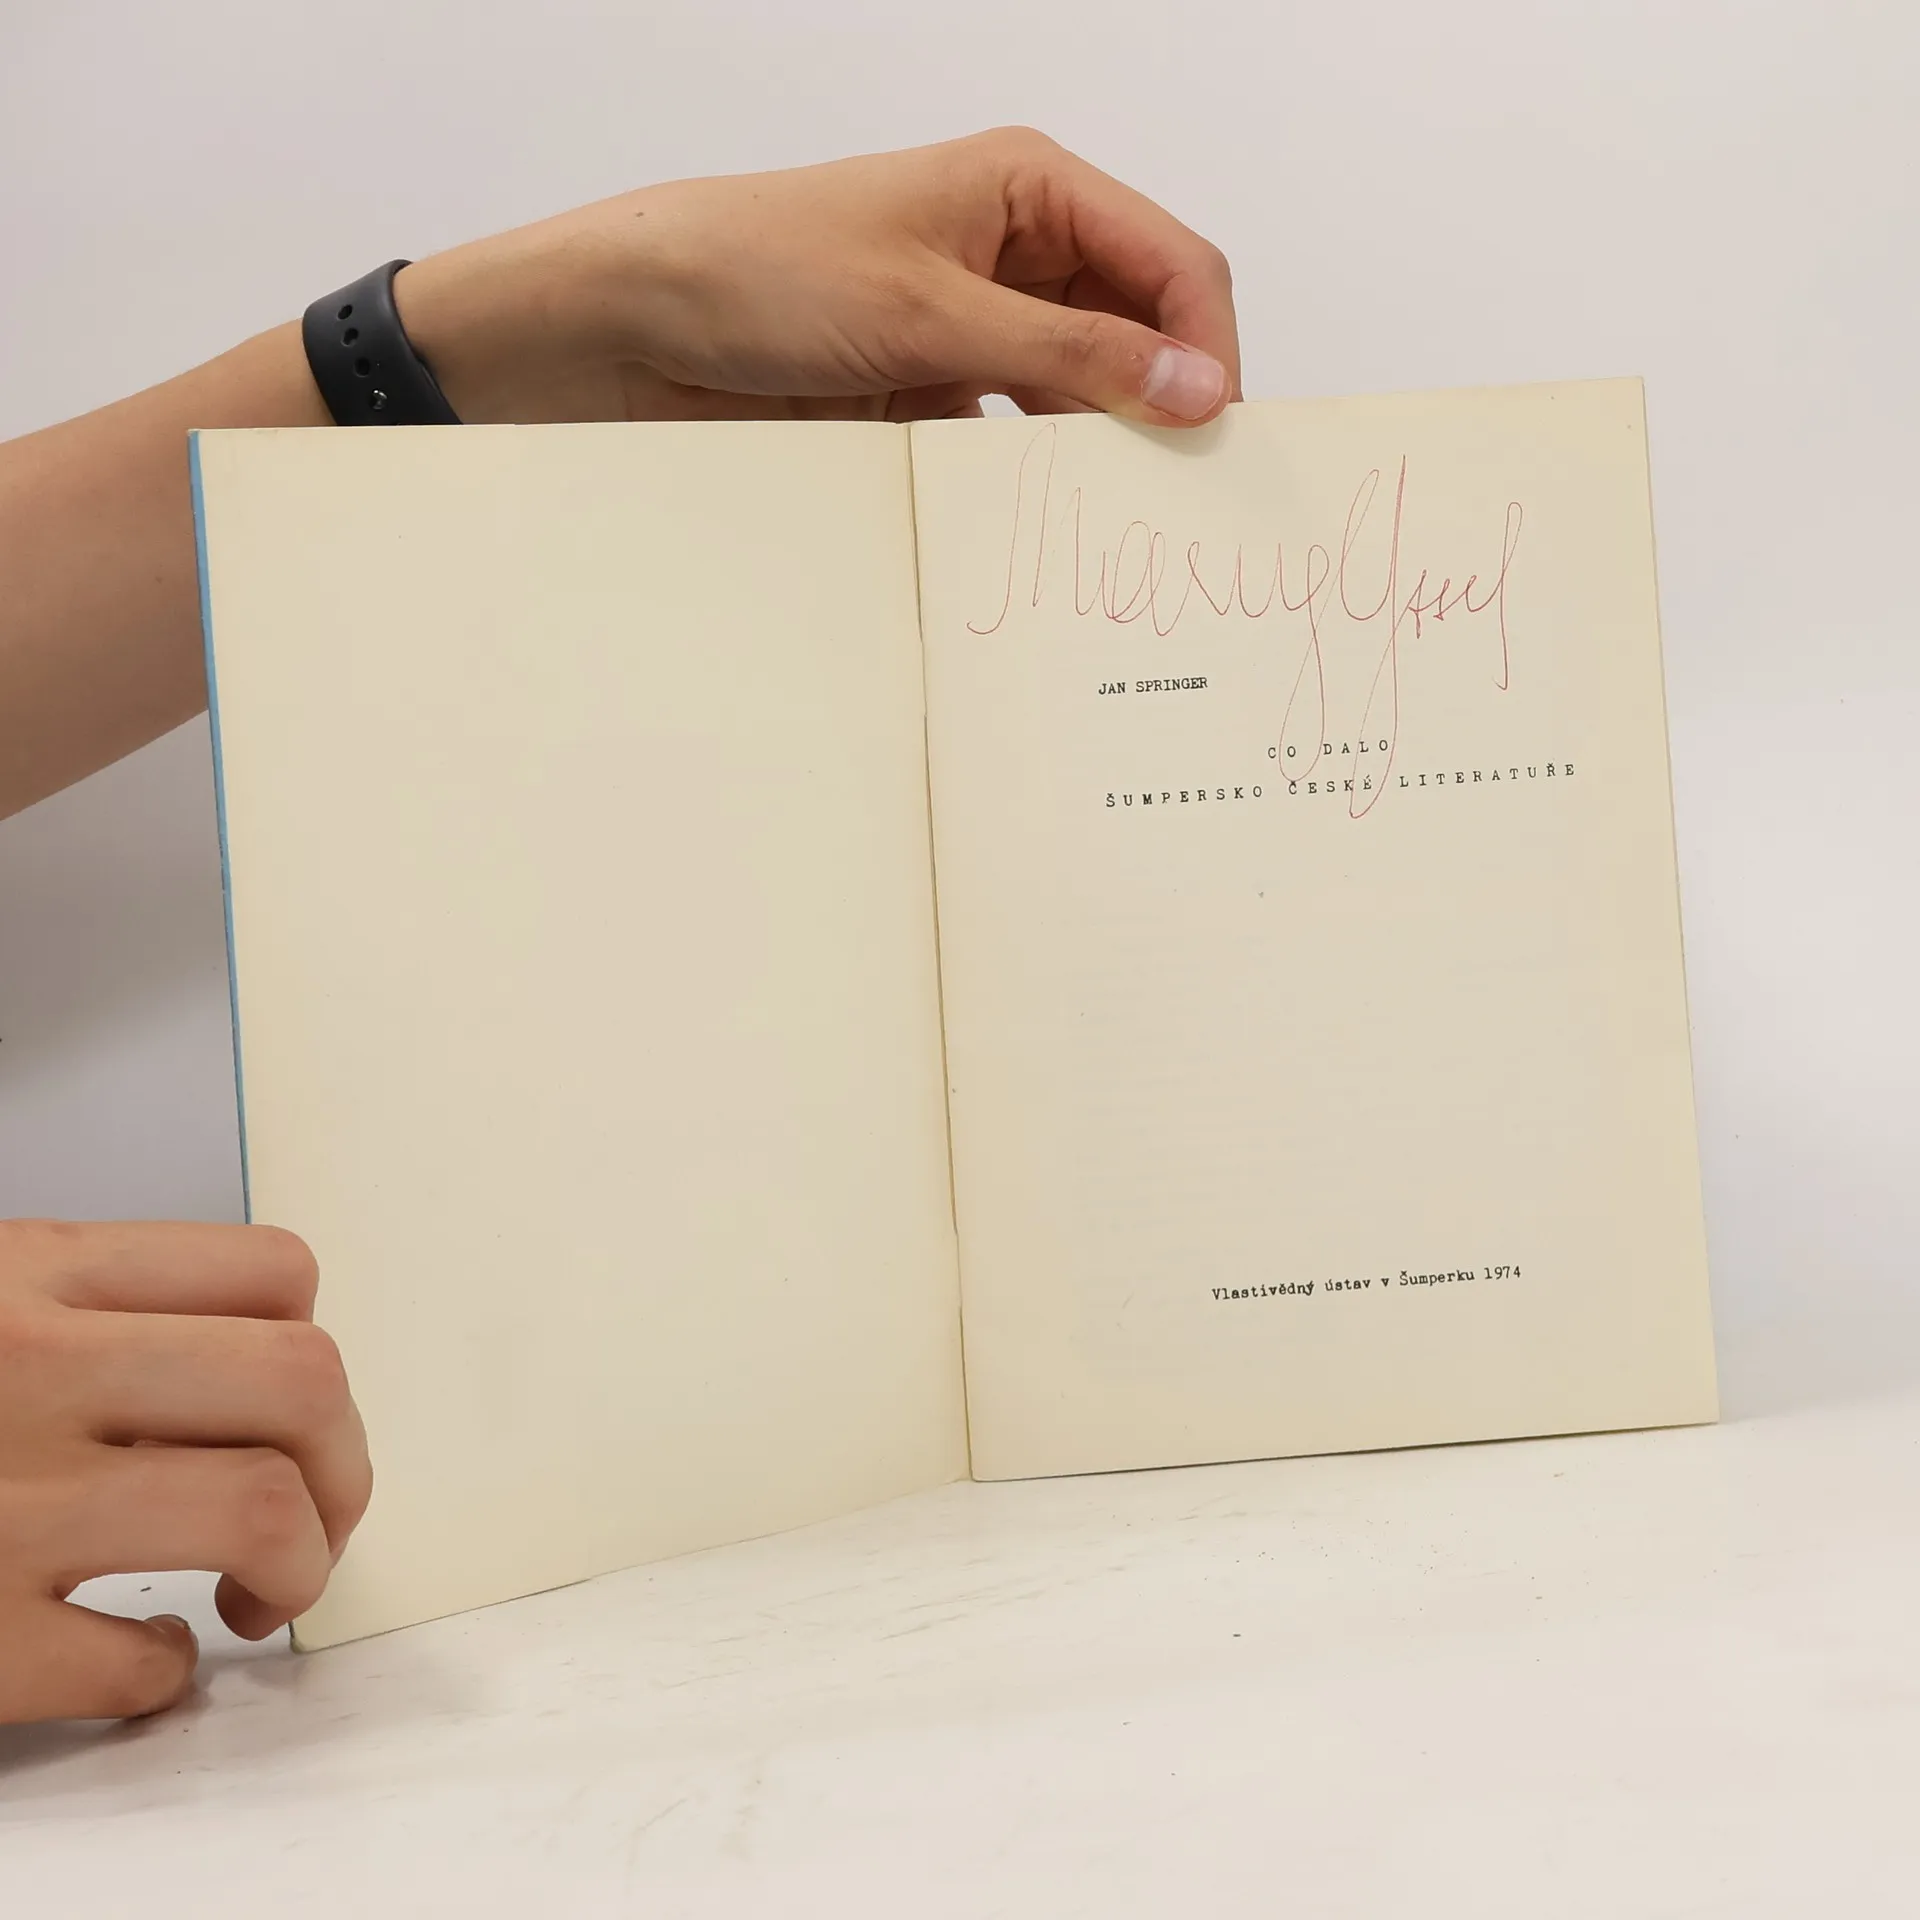 JAN SPRINGER
CO DALO
ŠUMPERSKO ČESKÉ LITERATUŘE
Vlastivědný ústav v Šumperku 1974